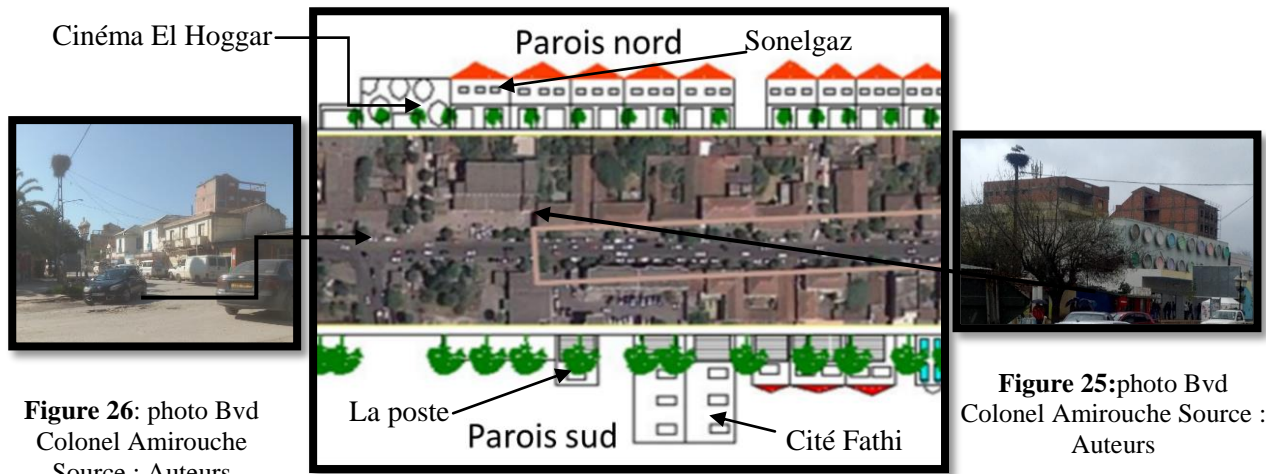 Cinéma El Hoggar
Parois nord
Sonelgaz
La poste
Parois sud
Cité Fathi
Figure 26: photo Bvd
Colonel Amirouche
Source : Auteurs
Figure 25:photo Bvd
Colonel Amirouche Source :
Auteurs